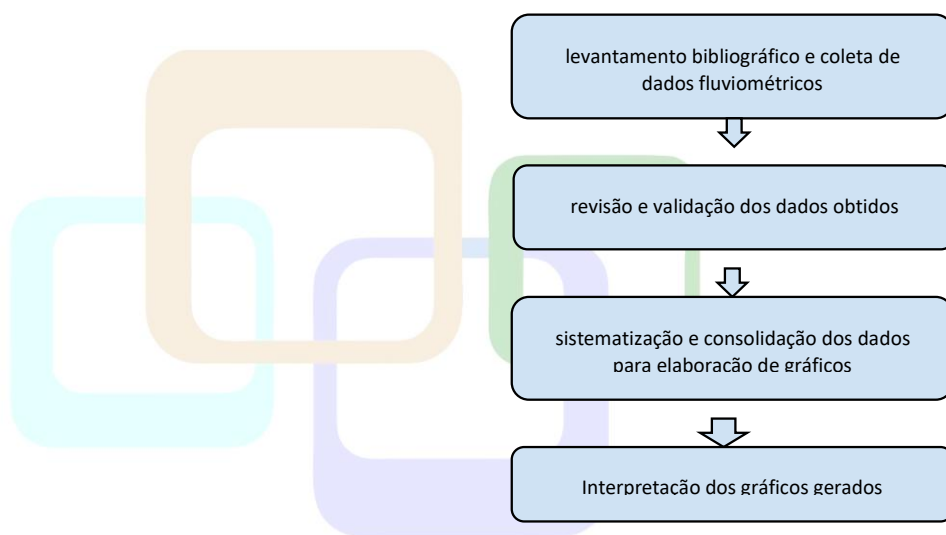 levantamento bibliográfico e coleta de
dados fluviométricos
revisão e validação dos dados obtidos
sistematização e consolidação dos dados
para elaboração de gráficos
Interpretação dos gráficos gerados